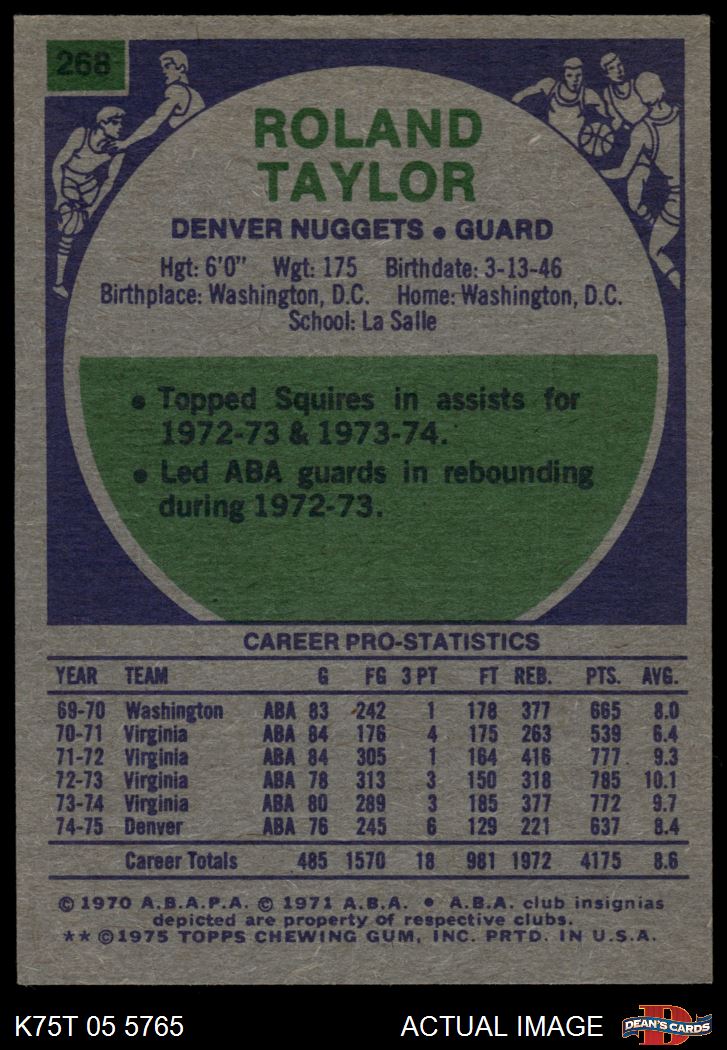 268
ROLAND
TAYLOR
DENVER NUGGETS • GUARD
Hgt: 6'0" Wgt: 175 Birthdate: 3-13-46
Birthplace: Washington, D.C. Home: Washington, D.C.
School: La Salle
• Topped Squires in assists for
1972-73 & 1973-74.
• Led ABA guards in rebounding
during 1972-73.
CAREER PRO-STATISTICS
YEAR TEAM G FG 3 PT FT REB. PTS. AVG.
69-70 Washington ABA 83 242 1 178 377 665 8.0
70-71 Virginia ABA 84 176 4 175 263 539 6.4
71-72 Virginia ABA 84 305 1 164 416 777 9.3
72-73 Virginia ABA 78 313 3 150 318 785 10.1
73-74 Virginia ABA 80 289 3 185 377 772 9.7
74-75 Denver ABA 76 245 6 129 221 637 8.4
Career Totals 485 1570 18 981 1972 4175 8.6
© 1970 A.B.A.P.A. © 1971 A.B.A. • A.B.A. club insignias
depicted are property of respective clubs.
** © 1975 TOPPS CHEWING GUM, INC. PRTD. IN U.S.A.
K75T 05 5765 ACTUAL IMAGE D DEAN'S CARDS